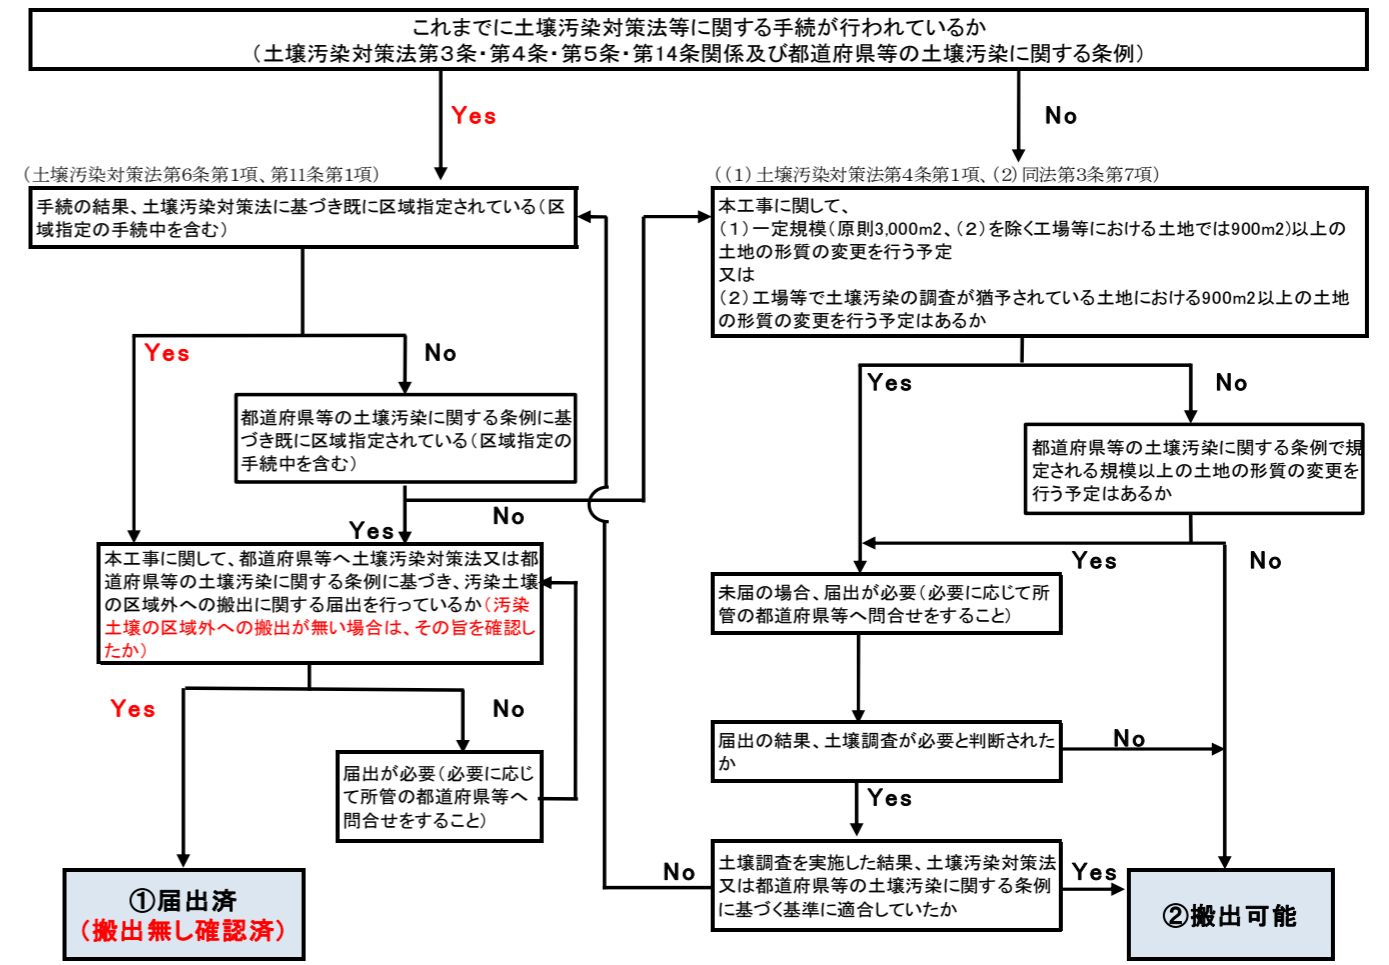 これまでに土壌汚染対策法等に関する手続が行われているか
（土壌汚染対策法第３条・第４条・第５条・第14条関係及び都道府県等の土壌汚染に関する条例）
Yes
No
（土壌汚染対策法第6条第1項、第11条第1項）
手続の結果、土壌汚染対策法に基づき既に区域指定されている（区
域指定の手続中を含む）
Yes
No
都道府県等の土壌汚染に関する条例に基
づき既に区域指定されている（区域指定の
手続中を含む）
Yes
No
本工事に関して、都道府県等へ土壌汚染対策法又は都
道府県等の土壌汚染に関する条例に基づき、汚染土壌
の区域外への搬出に関する届出を行っているか（汚染
土壌の区域外への搬出が無い場合は、その旨を確認し
たか）
Yes
No
届出が必要（必要に応じ
て所管の都道府県等へ
問合せをすること）
①届出済
（搬出無し確認済）
（（1）土壌汚染対策法第4条第1項、（2）同法第3条第7項）
本工事に関して、
（１）一定規模（原則3,000m2、（２）を除く工場等における土地では900m2）以上の
土地の形質の変更を行う予定
又は
（２）工場等で土壌汚染の調査が猶予されている土地における900m2以上の土地
の形質の変更を行う予定はあるか
Yes
No
都道府県等の土壌汚染に関する条例で規
定される規模以上の土地の形質の変更を
行う予定はあるか
Yes
No
未届の場合、届出が必要（必要に応じて所
管の都道府県等へ問合せをすること）
届出の結果、土壌調査が必要と判断された
か
No
Yes
土壌調査を実施した結果、土壌汚染対策法
又は都道府県等の土壌汚染に関する条例
に基づく基準に適合していたか
No
Yes
②搬出可能